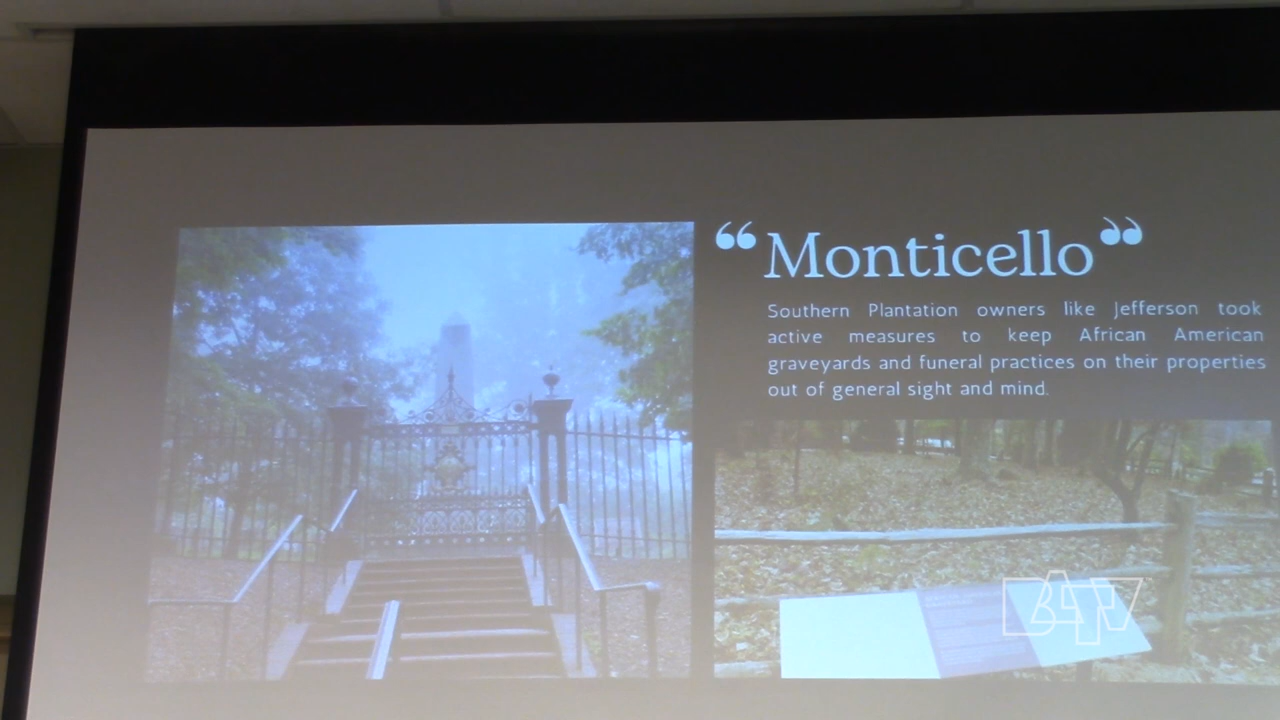 “Monticello”
Southern Plantation owners like Jefferson took
active measures to keep African American
graveyards and funeral practices on their properties
out of general sight and mind.
BATV